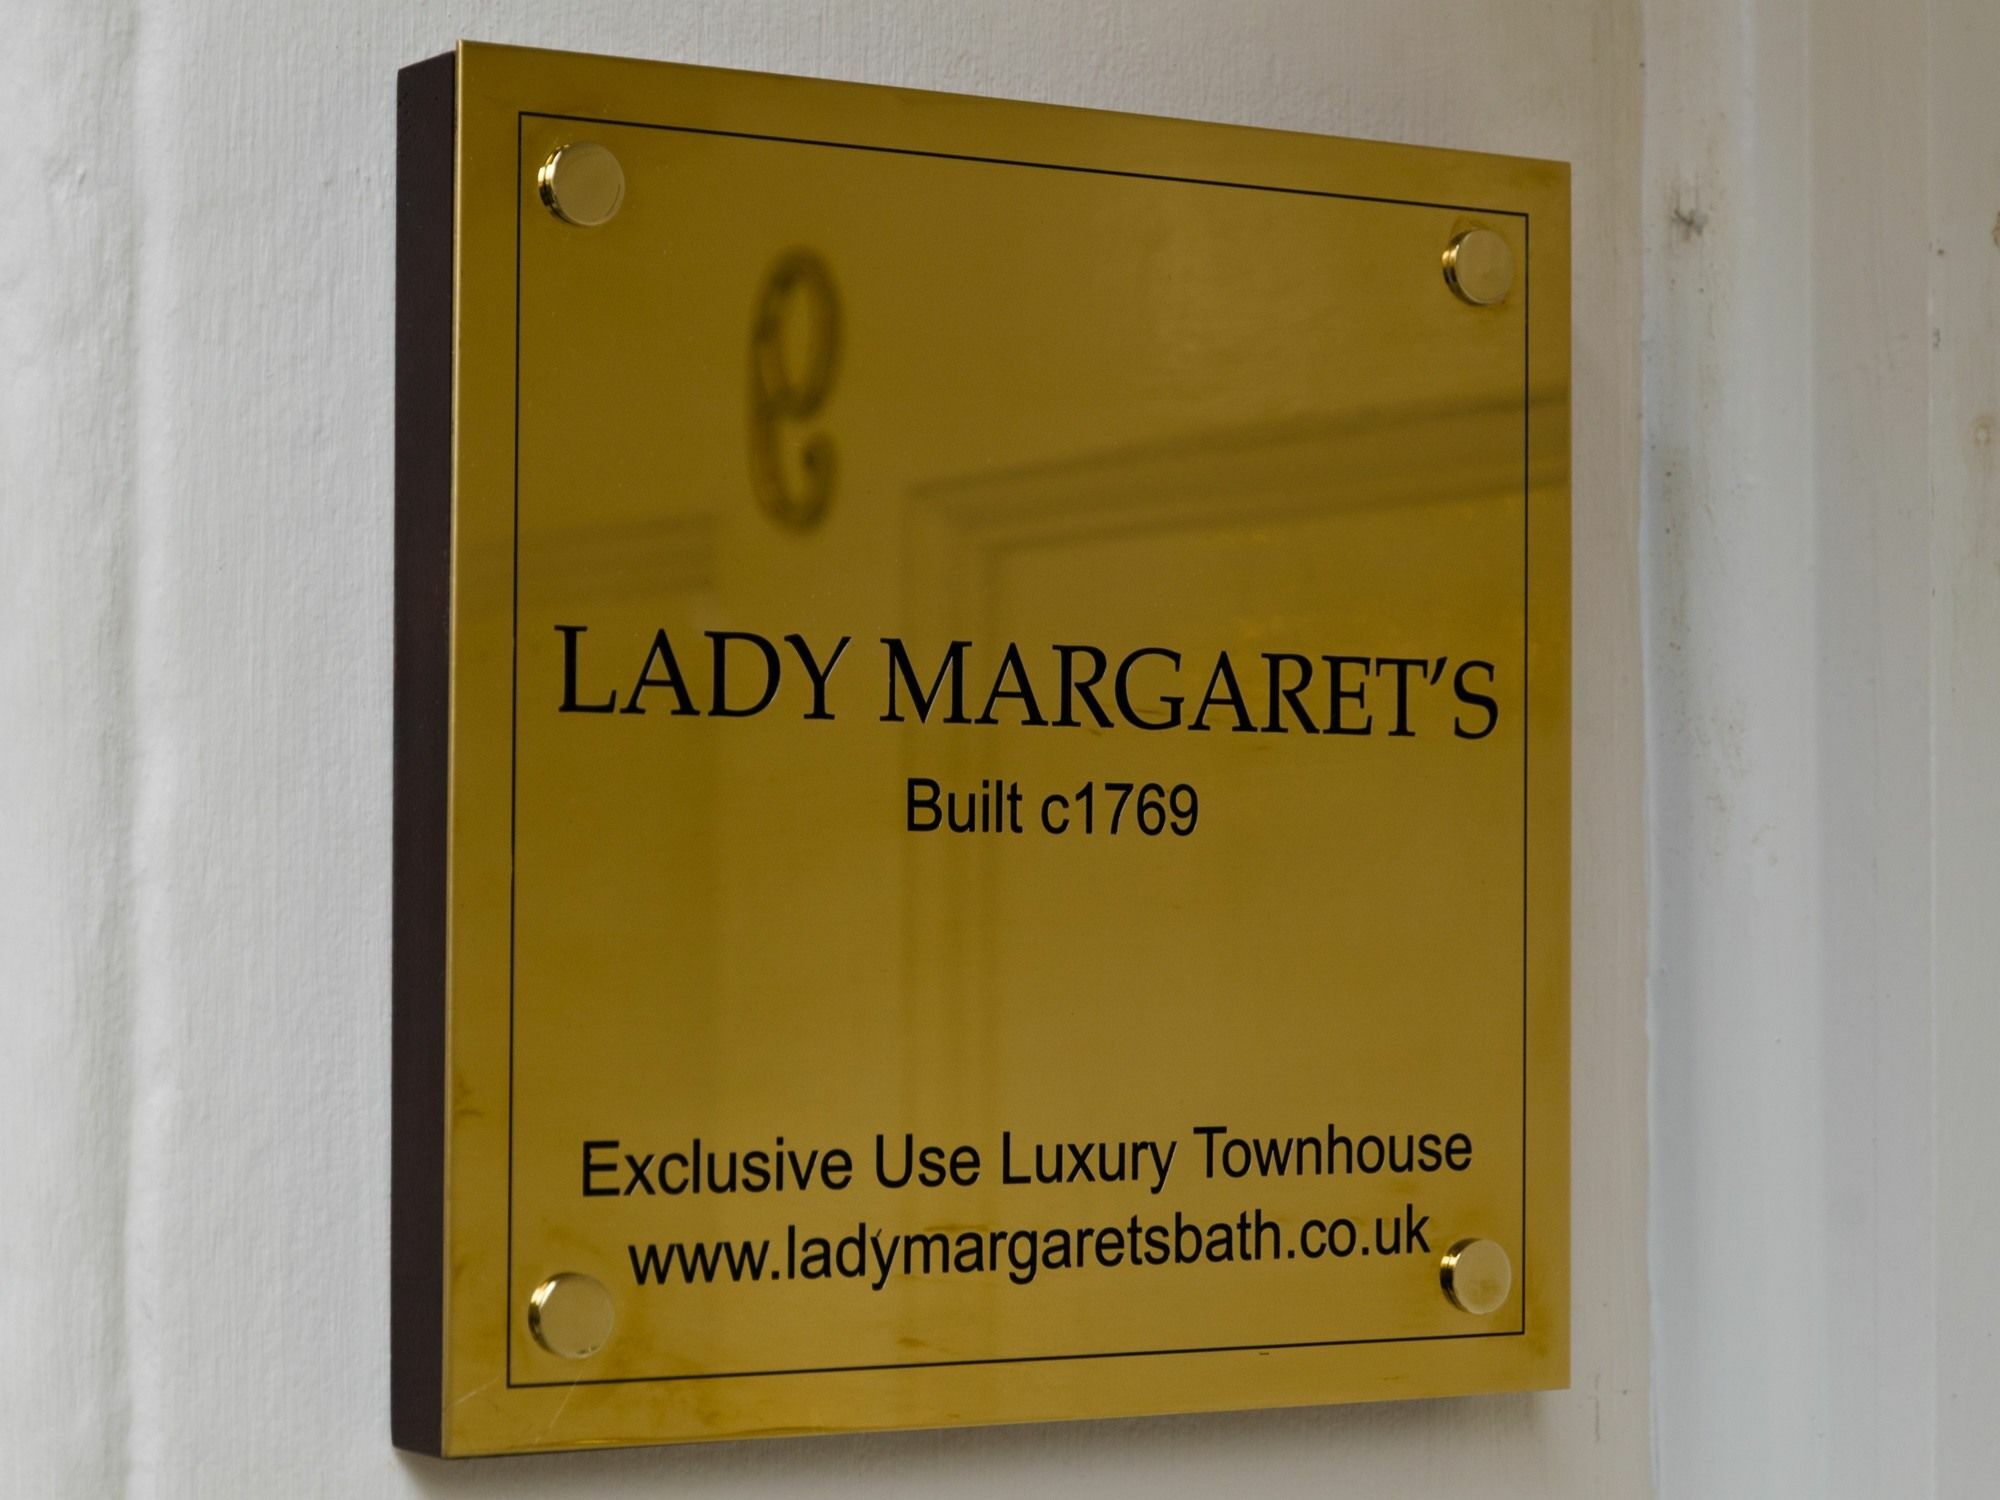 LADY MARGARET'S
Built c1769
Exclusive Use Luxury Townhouse
www.ladymargaretsbath.co.uk